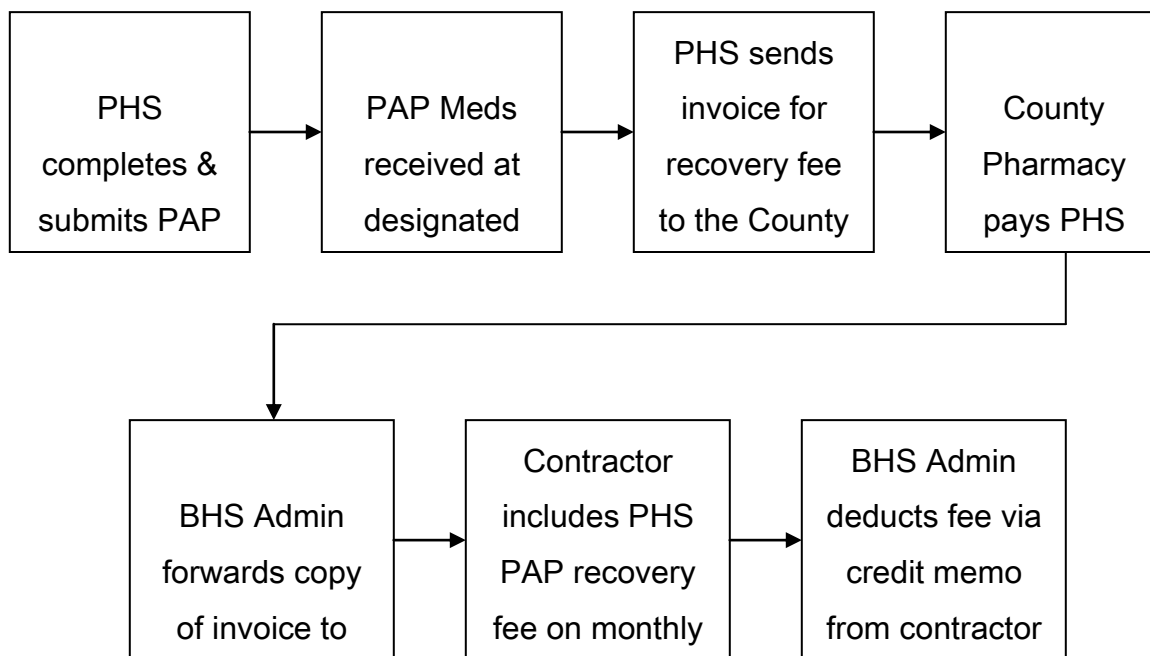 PHS
completes &
submits PAP
PAP Meds
received at
designated
PHS sends
invoice for
recovery fee
to the County
County
Pharmacy
pays PHS
BHS Admin
forwards copy
of invoice to
Contractor
includes PHS
PAP recovery
fee on monthly
BHS Admin
deducts fee via
credit memo
from contractor